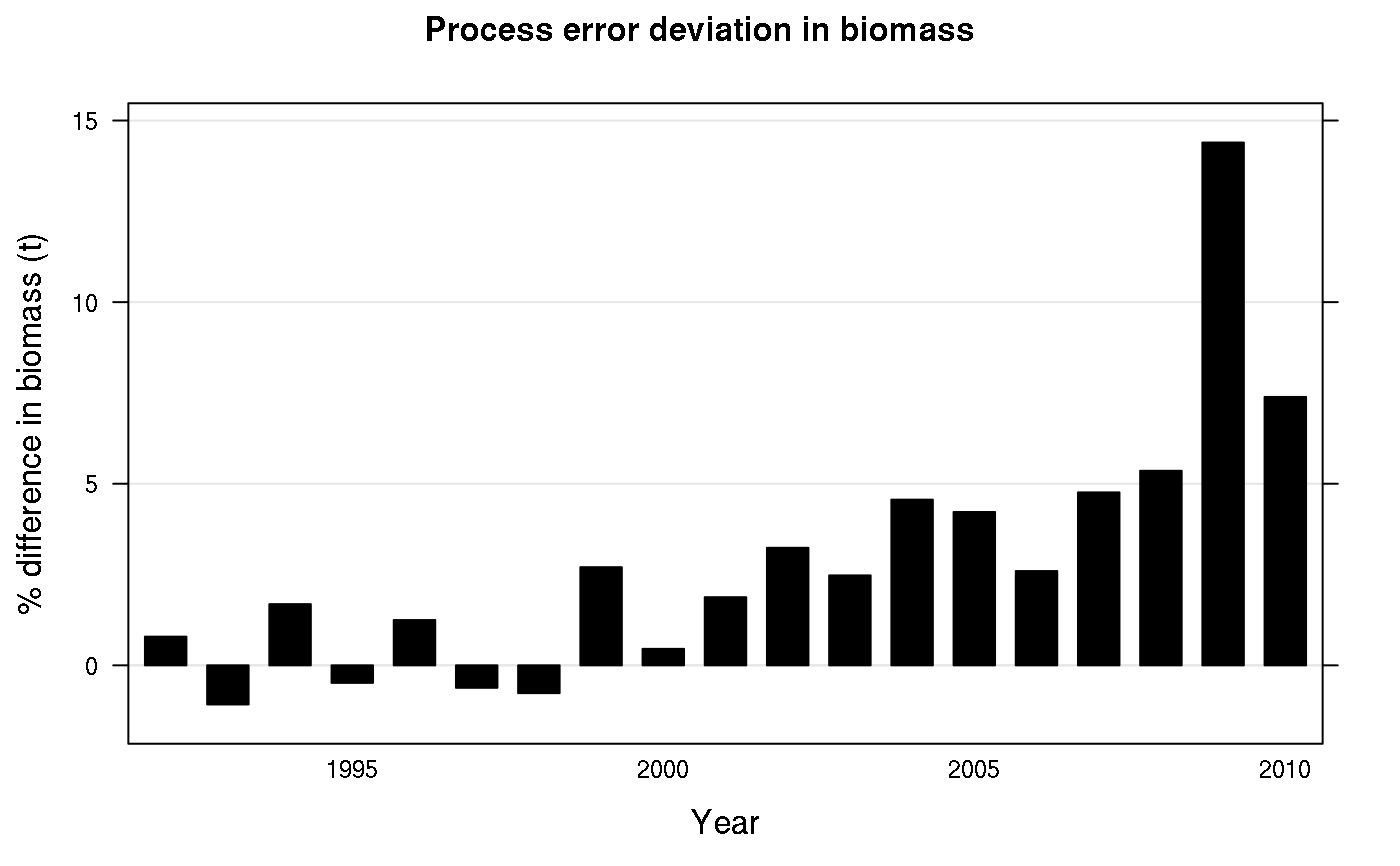 Process error deviation in biomass
% difference in biomass (t)
15
10
5
0
1995 2000 2005 2010
Year